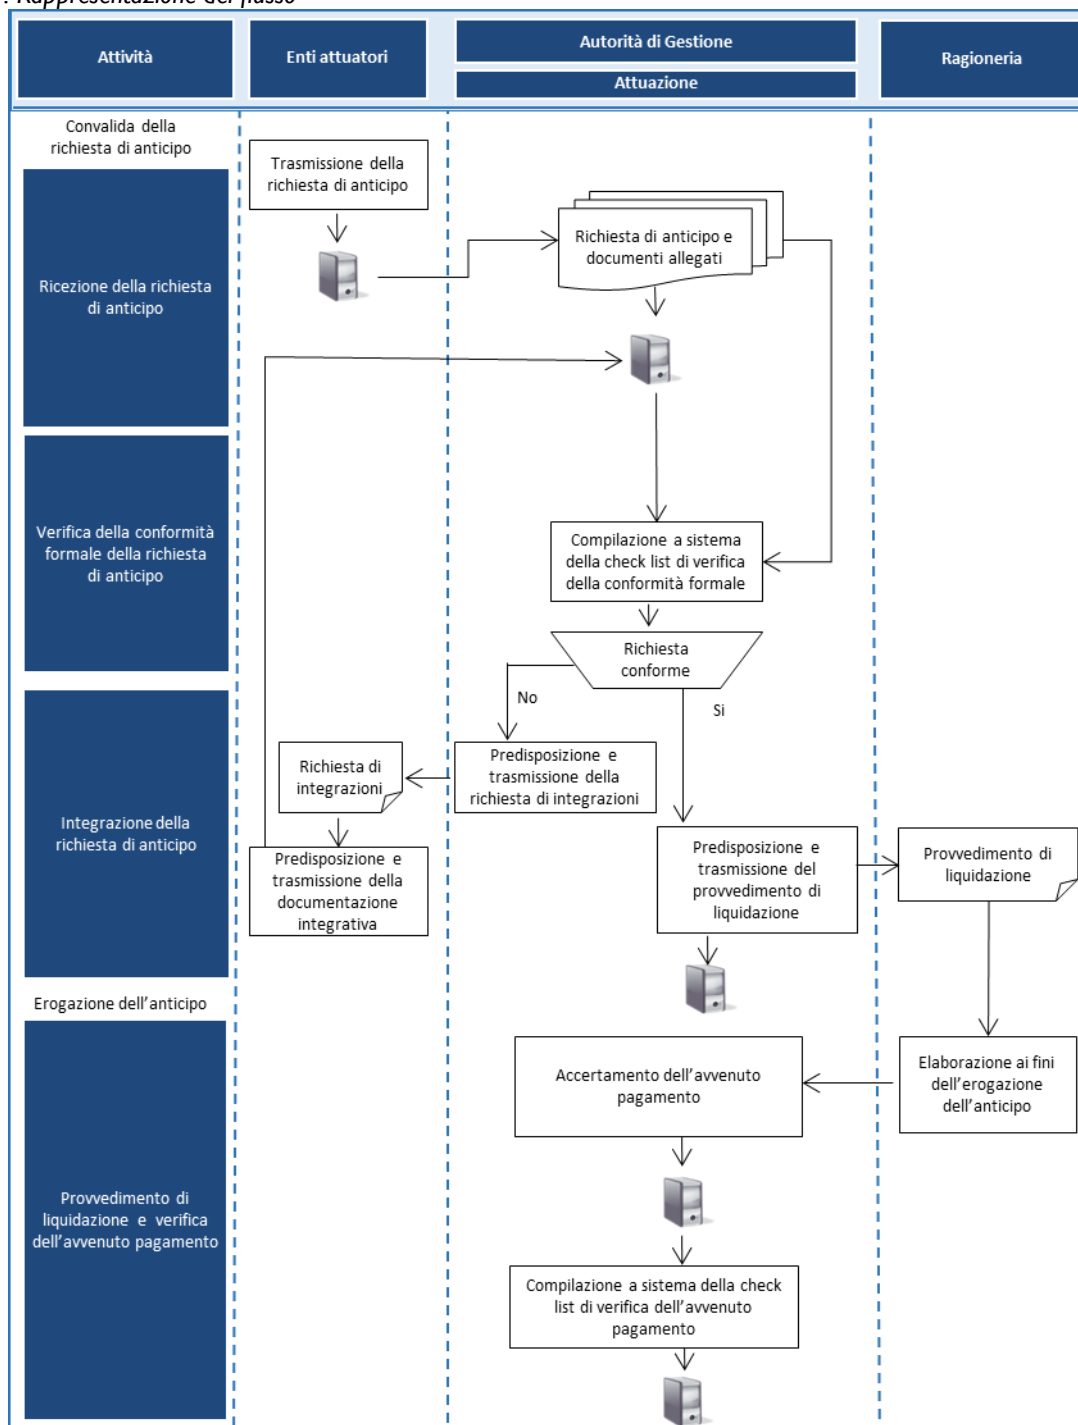 . Rappresentazione del flusso
Attività
Enti attuatori
Autorità di Gestione
Attuazione
Ragioneria
Convalida della
richiesta di anticipo
Trasmissione della
richiesta di anticipo
Richiesta di anticipo e
documenti allegati
Ricezione della richiesta
di anticipo
Verifica della conformità
formale della richiesta
di anticipo
Compilazione a sistema
della check list di verifica
della conformità formale
Richiesta
conforme
No
Si
Integrazione della
richiesta di anticipo
Richiesta di
integrazioni
Predisposizione e
trasmissione della
richiesta di integrazioni
Predisposizione e
trasmissione della
documentazione
integrativa
Predisposizione e
trasmissione del
provvedimento di
liquidazione
Provvedimento di
liquidazione
Erogazione dell'anticipo
Provvedimento di
liquidazione e verifica
dell'avvenuto pagamento
Accertamento dell'avvenuto
pagamento
Elaborazione ai fini
dell'erogazione
dell'anticipo
Compilazione a sistema della check
list di verifica dell'avvenuto
pagamento